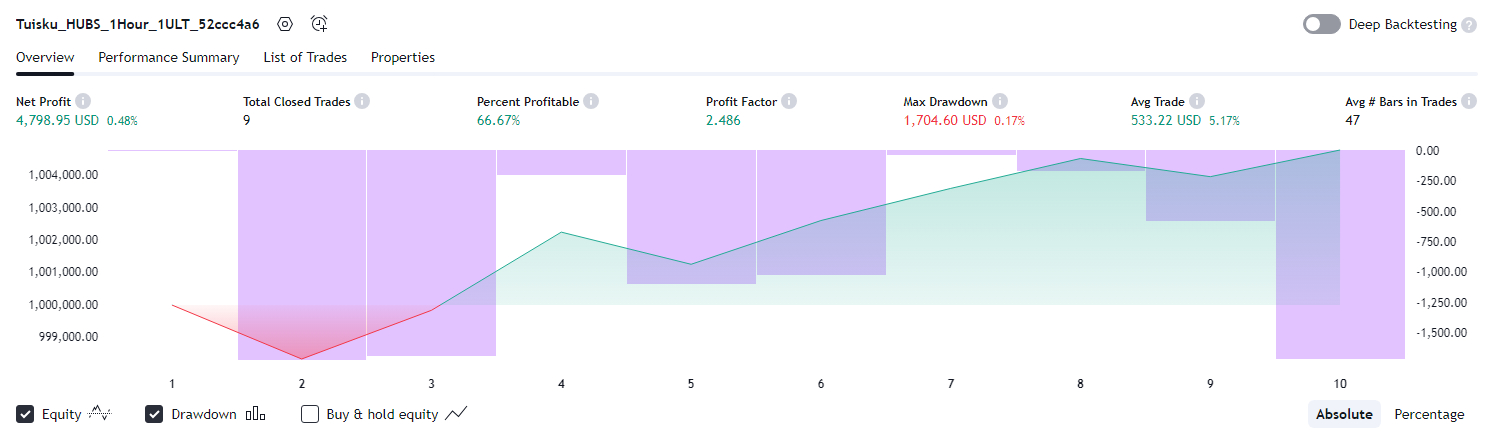 Tuisku_HUBS_1Hour_1ULT_52ccc4a6
Deep Backtesting ?
Overview Performance Summary List of Trades Properties
Net Profit i Total Closed Trades i Percent Profitable i Profit Factor i Max Drawdown i Avg Trade i Avg # Bars in Trades i
4,798.95 USD 0.48% 9 66.67% 2.486 1,704.60 USD 0.17% 533.22 USD 5.17% 47
0.00
1,004,000.00
-250.00
1,003,000.00
-500.00
1,002,000.00
-750.00
1,001,000.00
-1,000.00
1,000,000.00
-1,250.00
999,000.00
-1,500.00
1 2 3 4 5 6 7 8 9 10
Equity Drawdown Buy & hold equity Absolute Percentage